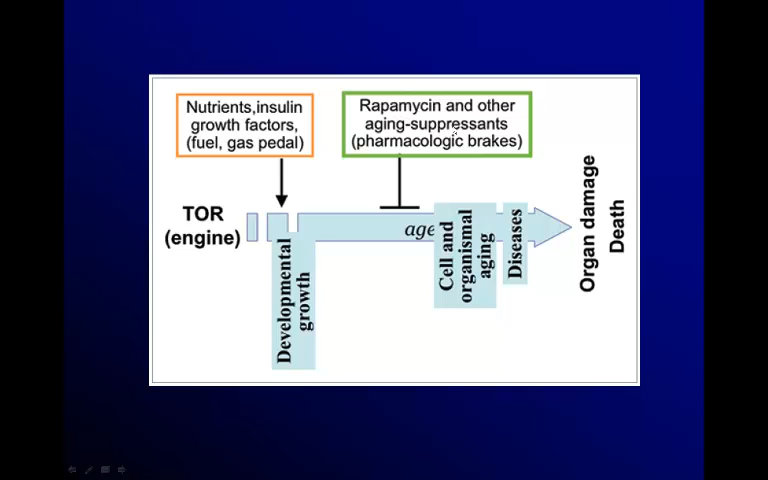 Nutrients,insulin
growth factors,
(fuel, gas pedal)
Rapamycin and other
aging-suppressants
(pharmacologic brakes)
TOR
(engine)
Developmental
growth
age
Cell and
organismal
aging
Diseases
Organ damage
Death